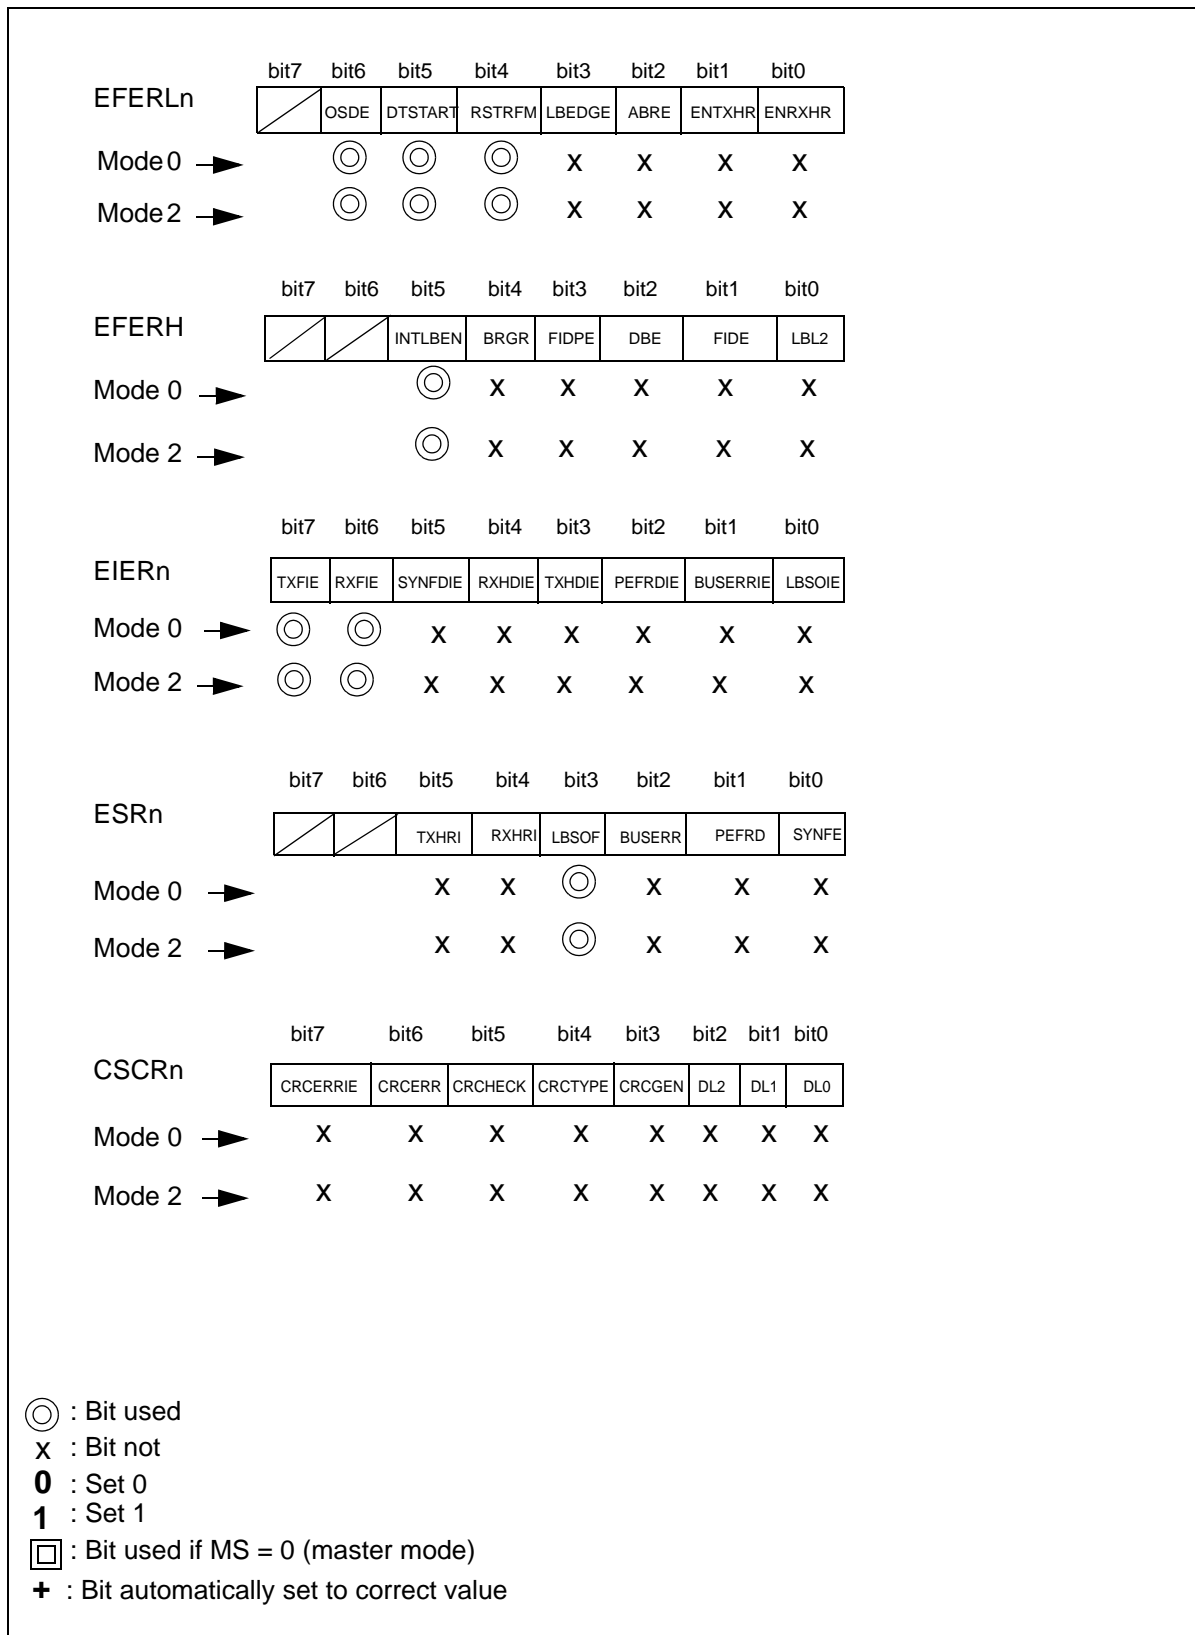 bit7 bit6 bit5 bit4 bit3 bit2 bit1 bit0
EFERLn
OSDE DTSTART RSTRFM LBEDGE ABRE ENTXHR ENRXHR
Mode 0 x x x x
Mode 2 x x x x
bit7 bit6 bit5 bit4 bit3 bit2 bit1 bit0
EFERH
INTLBEN BRGR FIDPE DBE FIDE LBL2
Mode 0 x x x x x
Mode 2 x x x x x
bit7 bit6 bit5 bit4 bit3 bit2 bit1 bit0
EIERn
TXFIE RXFIE SYNFDIE RXHDIE TXHDIE PEFRDIE BUSERRIE LBSOIE
Mode 0 x x x x x x
Mode 2 x x x x x x
bit7 bit6 bit5 bit4 bit3 bit2 bit1 bit0
ESRn
TXHRI RXHRI LBSOF BUSERR PEFRD SYNFE
Mode 0 x x x x x
Mode 2 x x x x x
bit7 bit6 bit5 bit4 bit3 bit2 bit1 bit0
CSCRn
CRCERRIE CRCERR CRCHECK CRCTYPE CRCGEN DL2 DL1 DL0
Mode 0 x x x x x x x x
Mode 2 x x x x x x x x
: Bit used
x : Bit not
0 : Set 0
1 : Set 1
: Bit used if MS = 0 (master mode)
+ : Bit automatically set to correct value